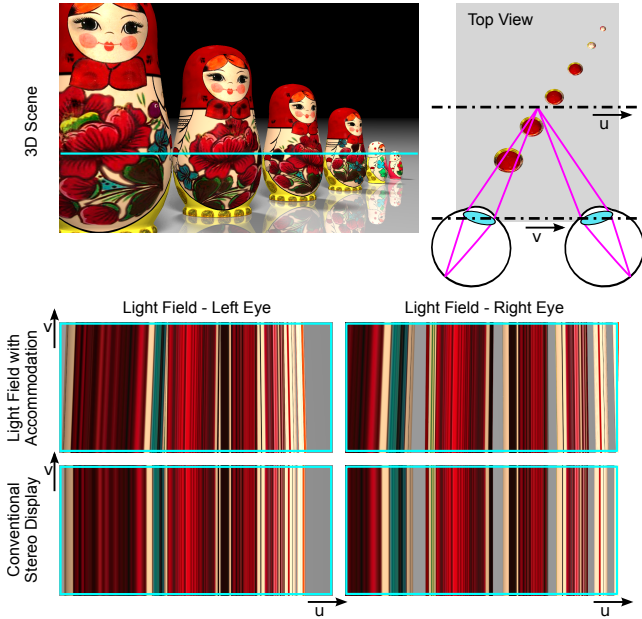 3D Scene
Top View
u
v
Light Field - Left Eye
Light Field - Right Eye
v
Light Field with
Accommodation
v
Conventional
Stereo Display
u
u